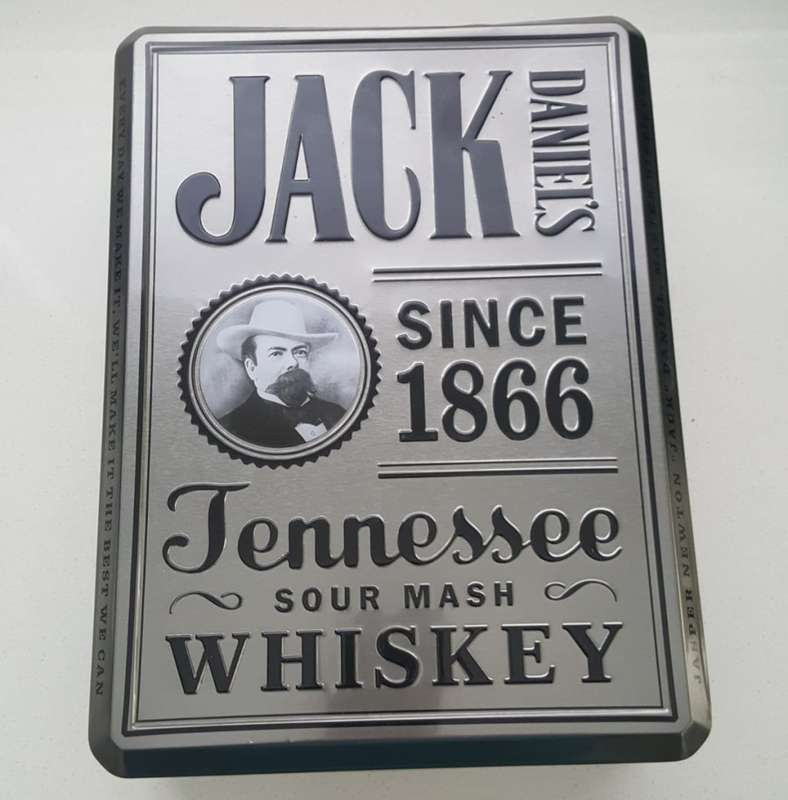 JACK
DANIEL'S
SINCE
1866
Tennessee
SOUR MASH
WHISKEY
EVERY DAY WE MAKE IT, WE'LL MAKE IT THE BEST WE CAN
JASPER NEWTON "JACK" DANIEL